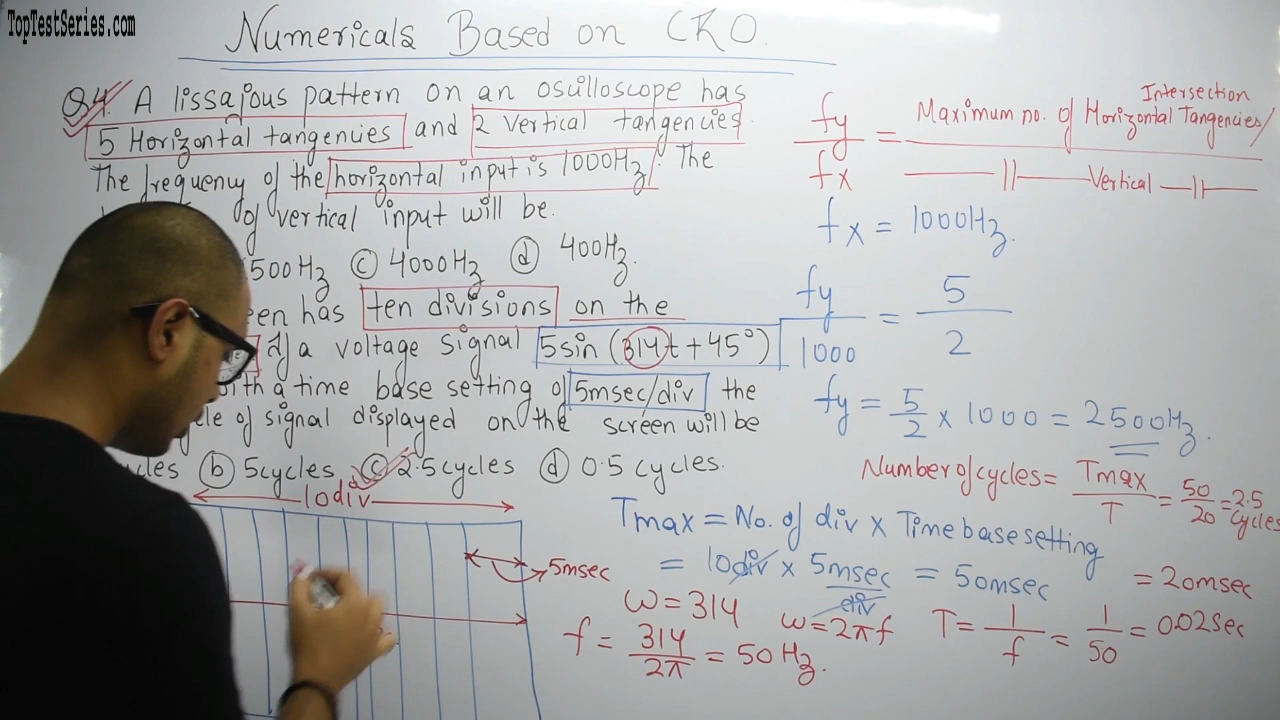 TopTestSeries.com
Numericals Based on CRO.
Q4. A lissajous pattern on an oscilloscope has
5 Horizontal tangencies and 2 vertical tangencies.
The frequency of the horizontal input is 1000Hz. The
of vertical input will be.
500Hz (c) 4000Hz (d) 400Hz.
een has ten divisions on the
If a voltage signal 5sin(314t+45°)
with a time base setting of 5msec/div the
cle of signal displayed on the screen will be
cles (b) 5cycles (c) 2.5cycles (d) 0.5 cycles.
10div
5msec
Intersection
fy/fx = Maximum no. of Horizontal Tangencies/
—||— Vertical —||—
fx = 1000Hz.
fy/1000 = 5/2
fy = 5/2 × 1000 = 2500Hz.
Number of cycles = Tmax/T = 50/20 = 2.5 cycles
Tmax = No. of div × Time base setting
= 10div × 5msec/div = 50msec
= 20msec
ω = 314
ω = 2πf
T = 1/f = 1/50 = 0.02sec
f = 314/2π = 50Hz.